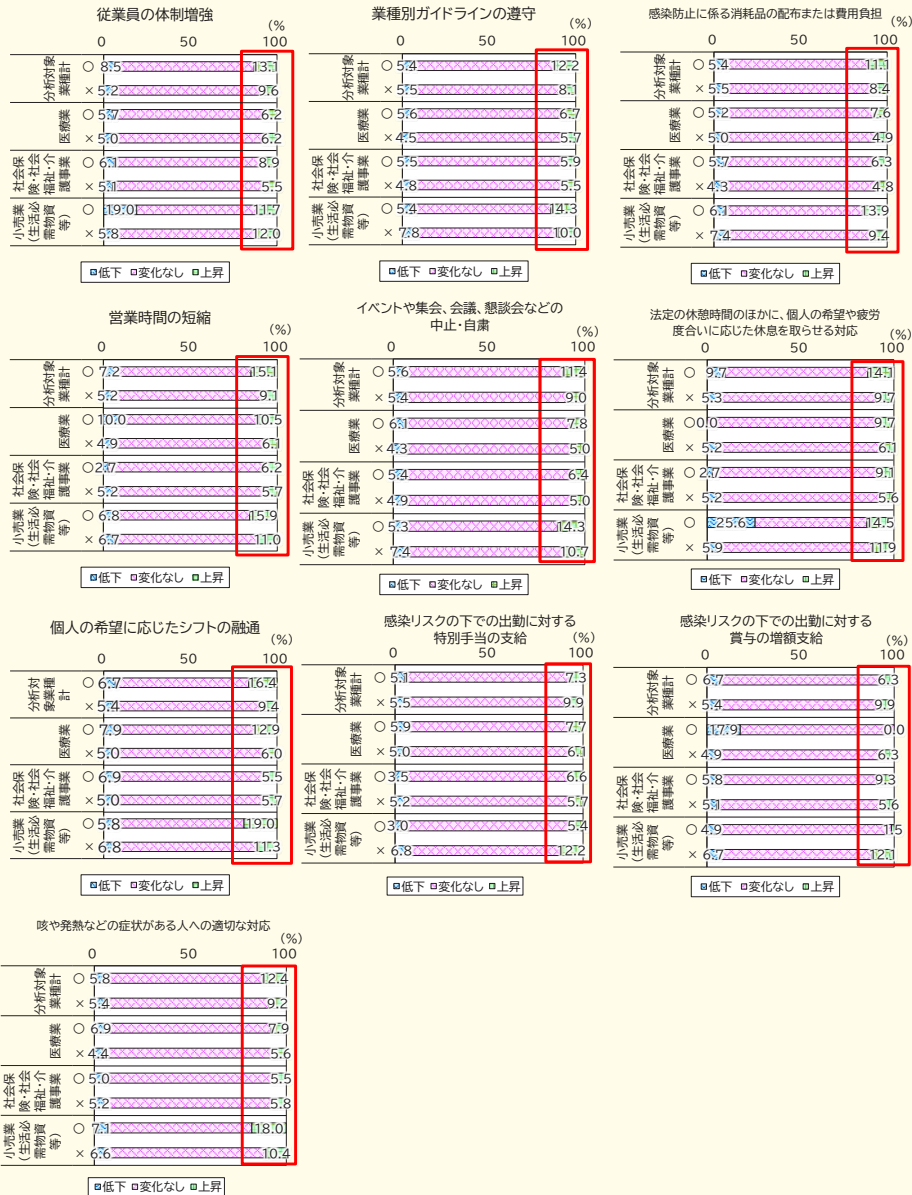 従業員の体制増強
(%)
0 50 100
分析対象
業種計
○ 8.5 13.1
× 5.2 9.6
医療業
○ 5.7 6.2
× 5.0 6.2
社会保
険・社会
福祉・介
護事業
○ 6.1 8.9
× 5.1 5.5
小売業
(生活必
需物資
等)
○ 19.0 11.7
× 5.8 12.0
低下 変化なし 上昇
業種別ガイドラインの遵守
(%)
0 50 100
分析対象
業種計
○ 5.4 12.2
× 5.5 8.1
医療業
○ 5.6 6.7
× 4.5 5.7
社会保
険・社会
福祉・介
護事業
○ 5.5 5.9
× 4.8 5.5
小売業
(生活必
需物資
等)
○ 5.4 14.3
× 7.8 10.0
低下 変化なし 上昇
感染防止に係る消耗品の配布または費用負担
(%)
0 50 100
分析対象
業種計
○ 5.4 11.1
× 5.5 8.4
医療業
○ 5.2 7.6
× 5.0 4.9
社会保
険・社会
福祉・介
護事業
○ 5.7 6.3
× 4.3 4.8
小売業
(生活必
需物資
等)
○ 6.1 13.9
× 7.4 9.4
低下 変化なし 上昇
営業時間の短縮
(%)
0 50 100
分析対象
業種計
○ 7.2 15.1
× 5.2 9.1
医療業
○ 10.0 10.5
× 4.9 6.1
社会保
険・社会
福祉・介
護事業
○ 2.7 6.2
× 5.2 5.7
小売業
(生活必
需物資
等)
○ 6.8 15.9
× 6.7 11.0
低下 変化なし 上昇
イベントや集会、会議、懇談会などの
中止・自粛
(%)
0 50 100
分析対象
業種計
○ 5.6 11.4
× 5.4 9.0
医療業
○ 6.1 7.8
× 4.3 5.0
社会保
険・社会
福祉・介
護事業
○ 5.4 6.4
× 4.9 5.0
小売業
(生活必
需物資
等)
○ 5.3 14.3
× 7.4 10.7
低下 変化なし 上昇
法定の休憩時間のほかに、個人の希望や疲労
度合いに応じた休息を取らせる対応
(%)
0 50 100
分析対象
業種計
○ 9.7 14.1
× 5.3 9.7
医療業
○ 0.0 9.7
× 5.2 6.1
社会保
険・社会
福祉・介
護事業
○ 2.7 9.1
× 5.2 5.6
小売業
(生活必
需物資
等)
○ 25.6 14.5
× 5.9 11.9
低下 変化なし 上昇
個人の希望に応じたシフトの融通
(%)
0 50 100
分析対
象業種
計
○ 6.7 16.4
× 5.4 9.4
医療業
○ 7.9 12.9
× 5.0 6.0
社会保
険・社会
福祉・介
護事業
○ 6.9 5.5
× 5.0 5.7
小売業
(生活必
需物資
等)
○ 5.8 19.0
× 6.8 11.3
低下 変化なし 上昇
感染リスクの下での出勤に対する
特別手当の支給
(%)
0 50 100
分析対象
業種計
○ 5.1 7.3
× 5.5 9.9
医療業
○ 5.9 7.7
× 5.0 6.1
社会保
険・社会
福祉・介
護事業
○ 3.5 6.6
× 5.2 5.7
小売業
(生活必
需物資
等)
○ 3.0 5.4
× 6.8 12.2
低下 変化なし 上昇
感染リスクの下での出勤に対する
賞与の増額支給
(%)
0 50 100
分析対象
業種計
○ 6.7 6.3
× 5.4 9.9
医療業
○ 17.9 0.0
× 4.9 6.3
社会保
険・社会
福祉・介
護事業
○ 5.8 9.3
× 5.1 5.6
小売業
(生活必
需物資
等)
○ 4.9 1.5
× 6.7 12.1
低下 変化なし 上昇
咳や発熱などの症状がある人への適切な対応
(%)
0 50 100
分析対象
業種計
○ 5.8 12.4
× 5.4 9.2
医療業
○ 6.9 7.9
× 4.4 5.6
社会保
険・社会
福祉・介
護事業
○ 5.0 5.5
× 5.2 5.8
小売業
(生活必
需物資
等)
○ 7.1 18.0
× 6.6 10.4
低下 変化なし 上昇